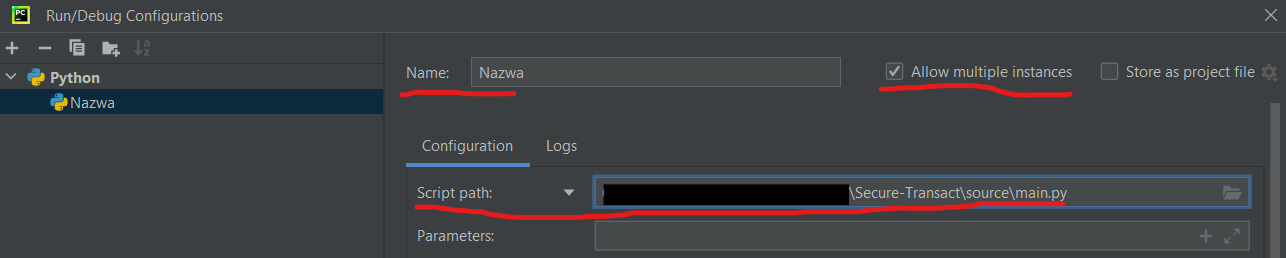 PC Run/Debug Configurations
Python
Nazwa
Name: Nazwa Allow multiple instances Store as project file
Configuration Logs
Script path: \Secure-Transact\source\main.py
Parameters: